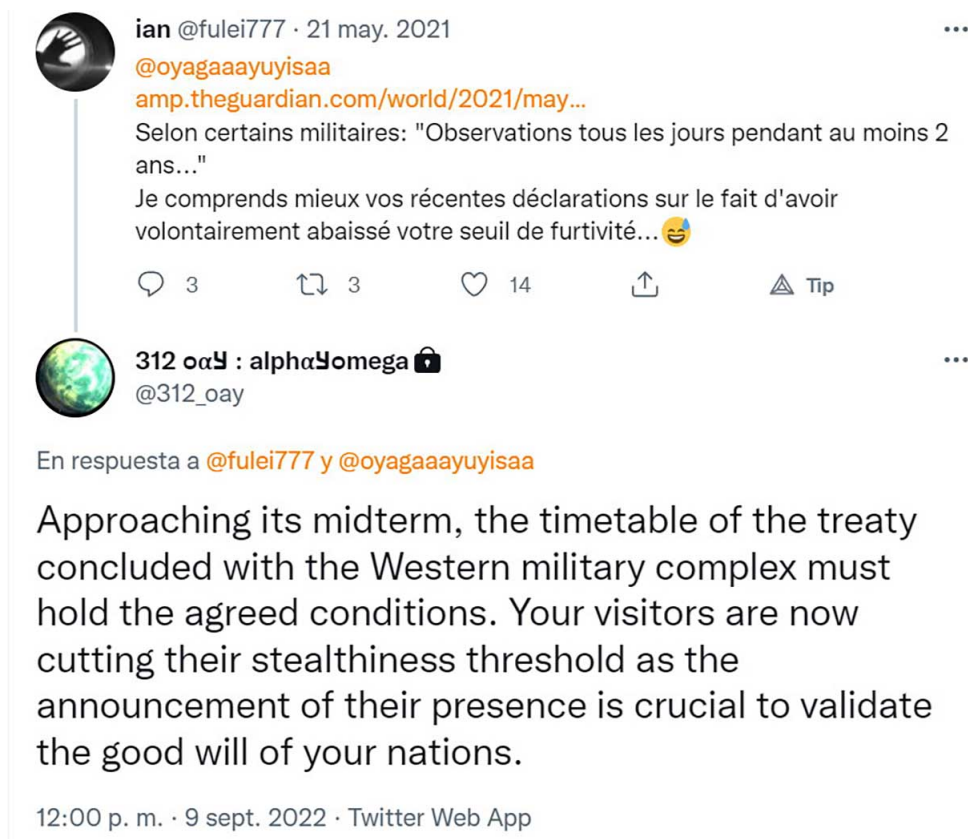 ian @fulei777 · 21 may. 2021
@oyagaaayuyisaa
amp.theguardian.com/world/2021/may...
Selon certains militaires: "Observations tous les jours pendant au moins 2
ans..."
Je comprends mieux vos récentes déclarations sur le fait d'avoir
volontairement abaissé votre seuil de furtivité...😅
3 3 14 Tip
312 oαყ : alphaყomega
@312_oay
En respuesta a @fulei777 y @oyagaaayuyisaa
Approaching its midterm, the timetable of the treaty
concluded with the Western military complex must
hold the agreed conditions. Your visitors are now
cutting their stealthiness threshold as the
announcement of their presence is crucial to validate
the good will of your nations.
12:00 p. m. · 9 sept. 2022 · Twitter Web App